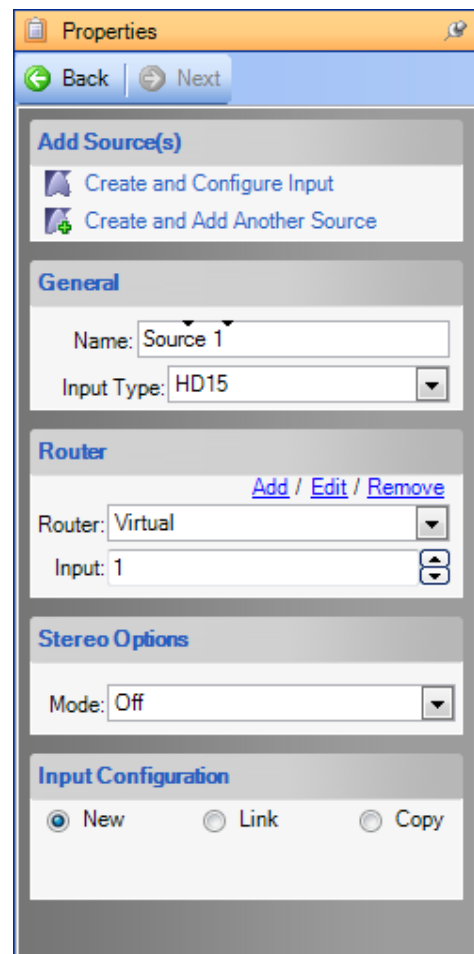 Properties
Back Next
Add Source(s)
Create and Configure Input
Create and Add Another Source
General
Name: Source 1
Input Type: HD15
Router
Add / Edit / Remove
Router: Virtual
Input: 1
Stereo Options
Mode: Off
Input Configuration
New Link Copy